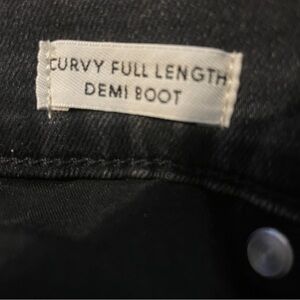 CURVY FULL LENGTH
DEMI BOOT